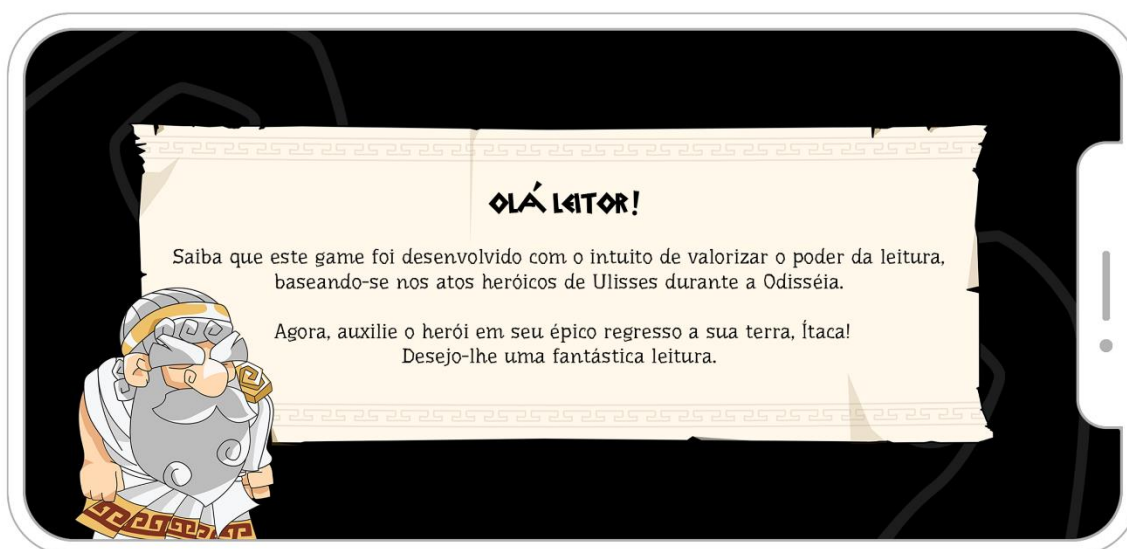 OLÁ LEITOR!
Saiba que este game foi desenvolvido com o intuito de valorizar o poder da leitura,
baseando-se nos atos heróicos de Ulisses durante a Odisséia.
Agora, auxilie o herói em seu épico regresso a sua terra, Ítaca!
Desejo-lhe uma fantástica leitura.